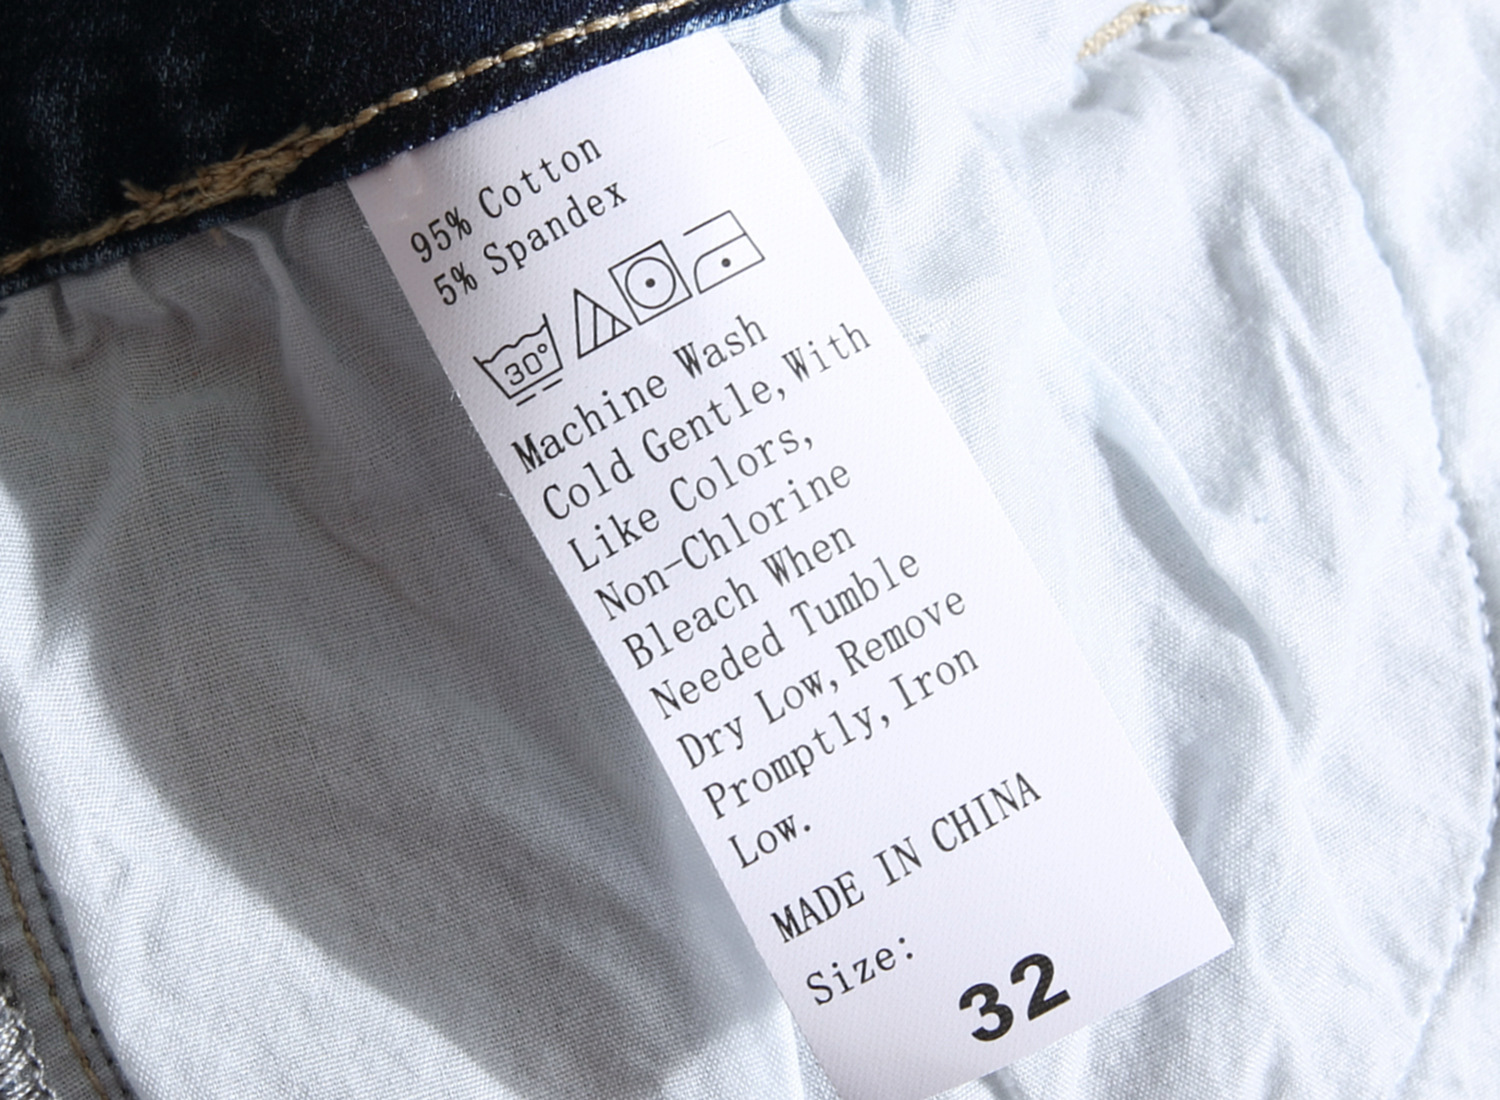 95% Cotton
5% Spandex
30°
Machine Wash
Cold Gentle, With
Like Colors,
Non-Chlorine
Bleach When
Needed Tumble
Dry Low, Remove
Promptly, Iron
Low.
MADE IN CHINA
Size:
32